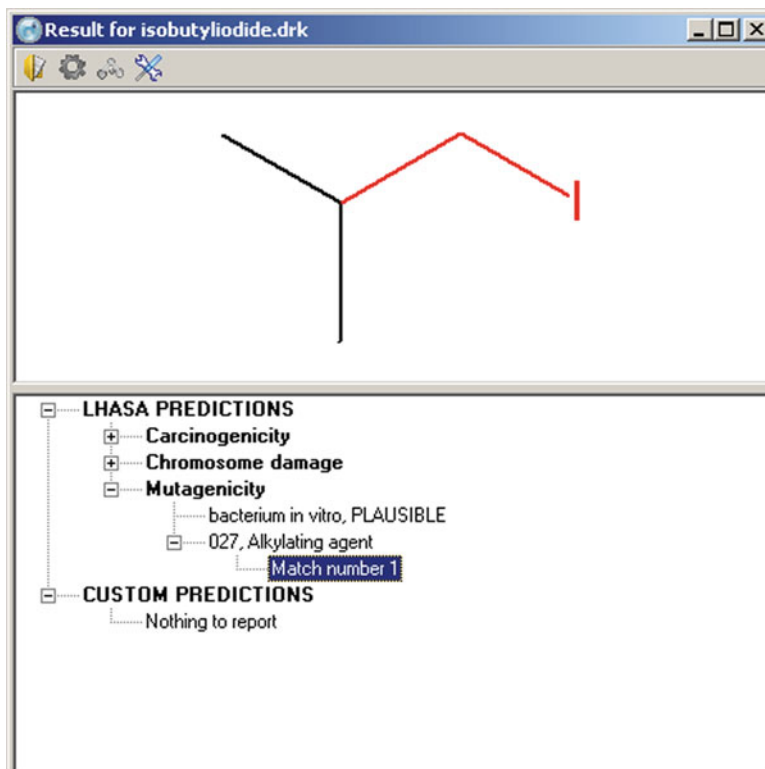 Result for isobutyliodide.drk
I
LHASA PREDICTIONS
Carcinogenicity
Chromosome damage
Mutagenicity
bacterium in vitro, PLAUSIBLE
027, Alkylating agent
Match number 1
CUSTOM PREDICTIONS
Nothing to report